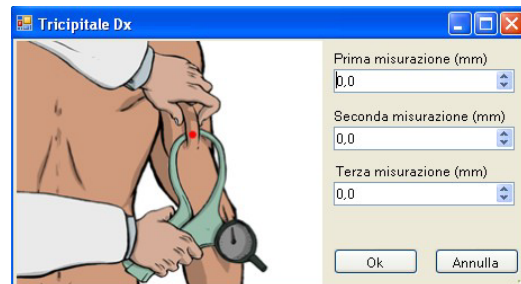 Tricipitale Dx
Prima misurazione (mm)
0,0
Seconda misurazione (mm)
0,0
Terza misurazione (mm)
0,0
Ok Annulla